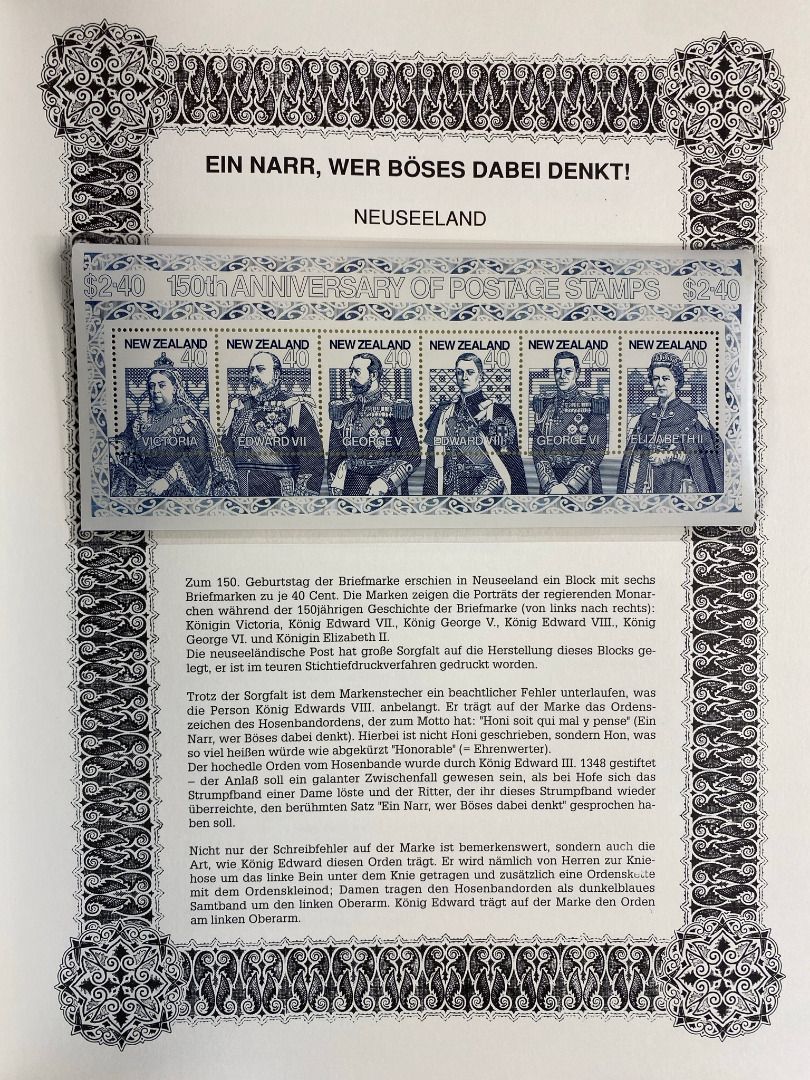 EIN NARR, WER BÖSES DABEI DENKT!
NEUSEELAND
$2·40 150th ANNIVERSARY OF POSTAGE STAMPS $2·40
NEW ZEALAND NEW ZEALAND NEW ZEALAND NEW ZEALAND NEW ZEALAND NEW ZEALAND
40 40 40 40 40 40
VICTORIA EDWARD VII GEORGE V EDWARD VIII GEORGE VI ELIZABETH II
Zum 150. Geburtstag der Briefmarke erschien in Neuseeland ein Block mit sechs
Briefmarken zu je 40 Cent. Die Marken zeigen die Porträts der regierenden Monar-
chen während der 150jährigen Geschichte der Briefmarke (von links nach rechts):
Königin Victoria, König Edward VII., König George V., König Edward VIII., König
George VI. und Königin Elizabeth II.
Die neuseeländische Post hat große Sorgfalt auf die Herstellung dieses Blocks ge-
legt, er ist im teuren Stichtiefdruckverfahren gedruckt worden.
Trotz der Sorgfalt ist dem Markenstecher ein beachtlicher Fehler unterlaufen, was
die Person König Edwards VIII. anbelangt. Er trägt auf der Marke das Ordens-
zeichen des Hosenbandordens, der zum Motto hat: "Honi soit qui mal y pense" (Ein
Narr, wer Böses dabei denkt). Hierbei ist nicht Honi geschrieben, sondern Hon, was
so viel heißen würde wie abgekürzt "Honorable" (= Ehrenwerter).
Der hochedle Orden vom Hosenbande wurde durch König Edward III. 1348 gestiftet
– der Anlaß soll ein galanter Zwischenfall gewesen sein, als bei Hofe sich das
Strumpfband einer Dame löste und der Ritter, der ihr dieses Strumpfband wieder
überreichte, den berühmten Satz "Ein Narr, wer Böses dabei denkt" gesprochen ha-
ben soll.
Nicht nur der Schreibfehler auf der Marke ist bemerkenswert, sondern auch die
Art, wie König Edward diesen Orden trägt. Er wird nämlich von Herren zur Knie-
hose um das linke Bein unter dem Knie getragen und zusätzlich eine Ordenskette
mit dem Ordenskleinod; Damen tragen den Hosenbandorden als dunkelblaues
Samtband um den linken Oberarm. König Edward trägt auf der Marke den Orden
am linken Oberarm.